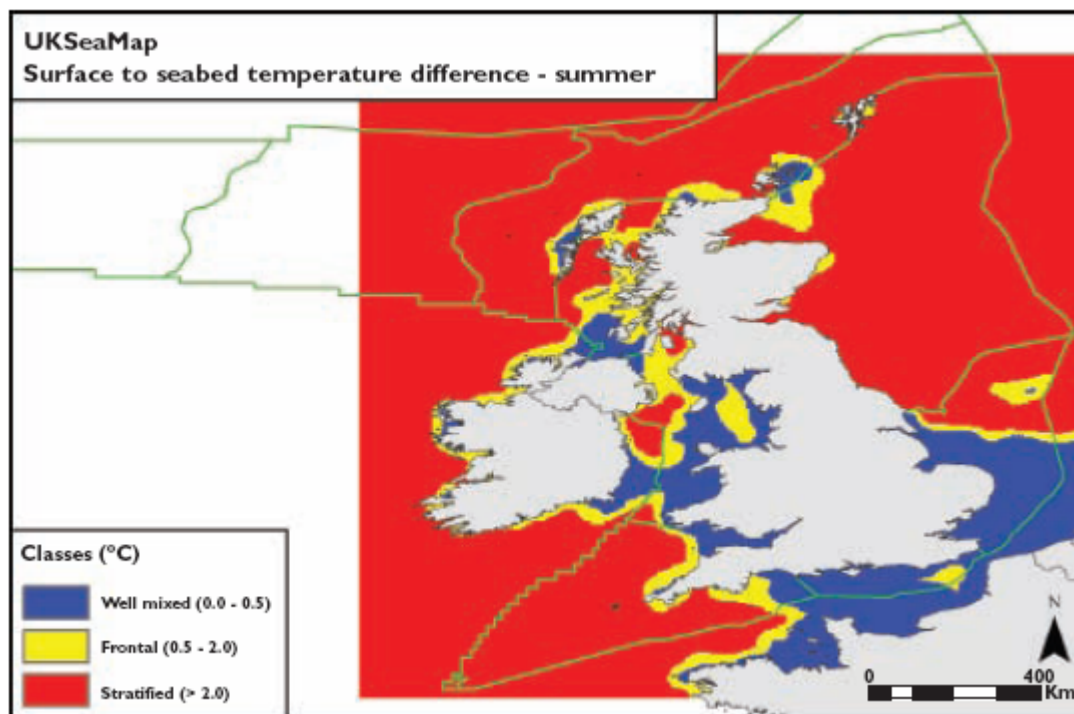 UKSeaMap
Surface to seabed temperature difference - summer
Classes (ºC)
Well mixed (0.0 - 0.5)
Frontal (0.5 - 2.0)
Stratified (> 2.0)
N
0 400
Km